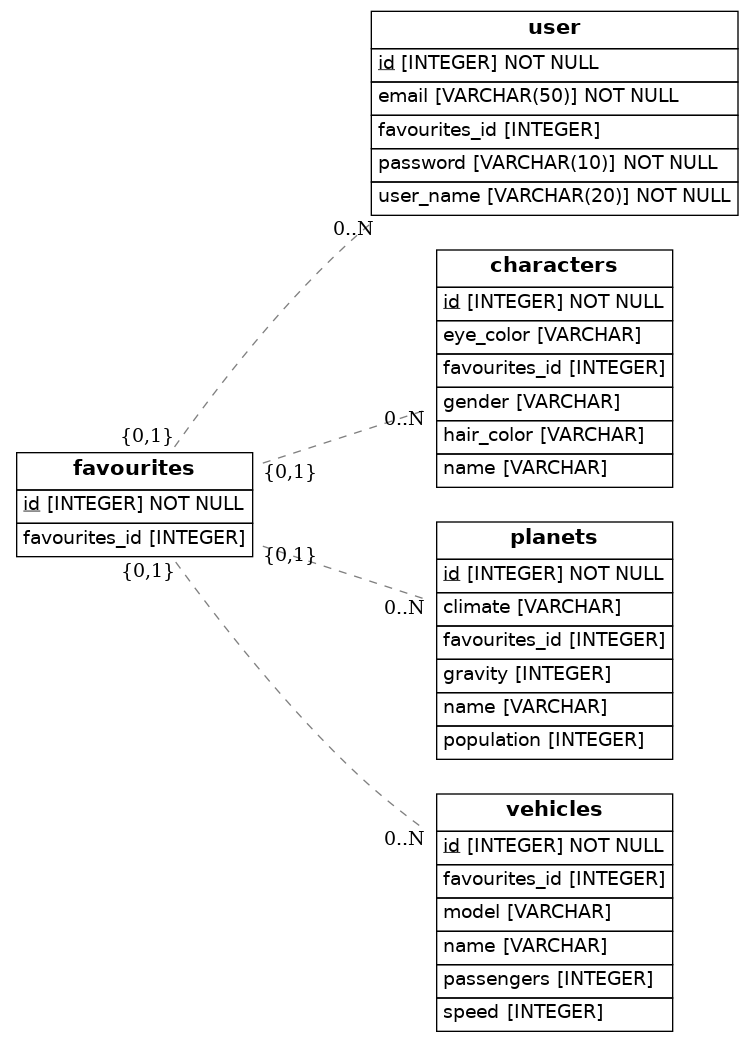 user
id [INTEGER] NOT NULL
email [VARCHAR(50)] NOT NULL
favourites_id [INTEGER]
password [VARCHAR(10)] NOT NULL
user_name [VARCHAR(20)] NOT NULL
0..N
characters
id [INTEGER] NOT NULL
eye_color [VARCHAR]
favourites_id [INTEGER]
gender [VARCHAR]
hair_color [VARCHAR]
name [VARCHAR]
0..N
{0,1}
favourites
id [INTEGER] NOT NULL
favourites_id [INTEGER]
{0,1}
{0,1}
{0,1}
planets
id [INTEGER] NOT NULL
climate [VARCHAR]
favourites_id [INTEGER]
gravity [INTEGER]
name [VARCHAR]
population [INTEGER]
0..N
vehicles
id [INTEGER] NOT NULL
favourites_id [INTEGER]
model [VARCHAR]
name [VARCHAR]
passengers [INTEGER]
speed [INTEGER]
0..N